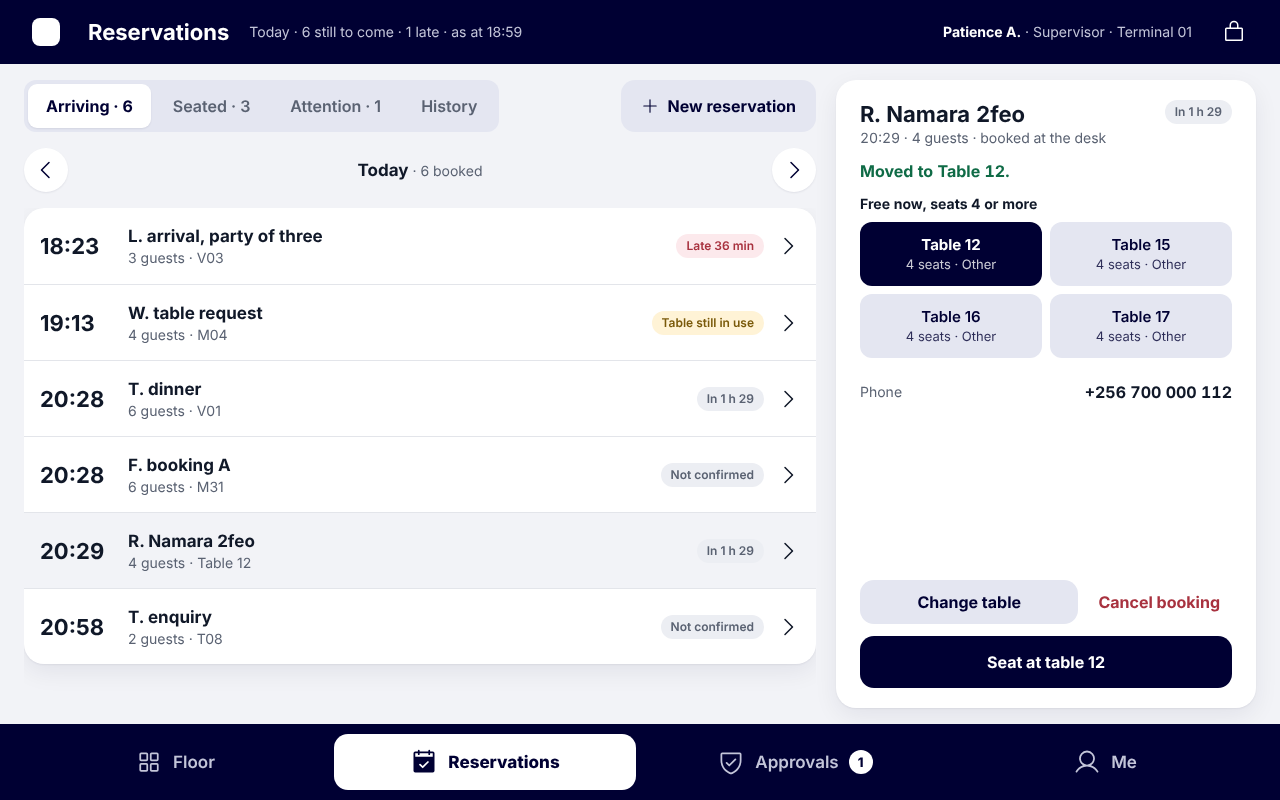 Reservations
Today · 6 still to come · 1 late · as at 18:59
Patience A. · Supervisor · Terminal 01
Arriving · 6
Seated · 3
Attention · 1
History
New reservation
Today · 6 booked
18:23
L. arrival, party of three
3 guests · V03
Late 36 min
19:13
W. table request
4 guests · M04
Table still in use
20:28
T. dinner
6 guests · V01
In 1 h 29
20:28
F. booking A
6 guests · M31
Not confirmed
20:29
R. Namara 2feo
4 guests · Table 12
In 1 h 29
20:58
T. enquiry
2 guests · T08
Not confirmed
R. Namara 2feo
In 1 h 29
20:29 · 4 guests · booked at the desk
Moved to Table 12.
Free now, seats 4 or more
Table 12
4 seats · Other
Table 15
4 seats · Other
Table 16
4 seats · Other
Table 17
4 seats · Other
Phone
+256 700 000 112
Change table
Cancel booking
Seat at table 12
Floor
Reservations
Approvals 1
Me